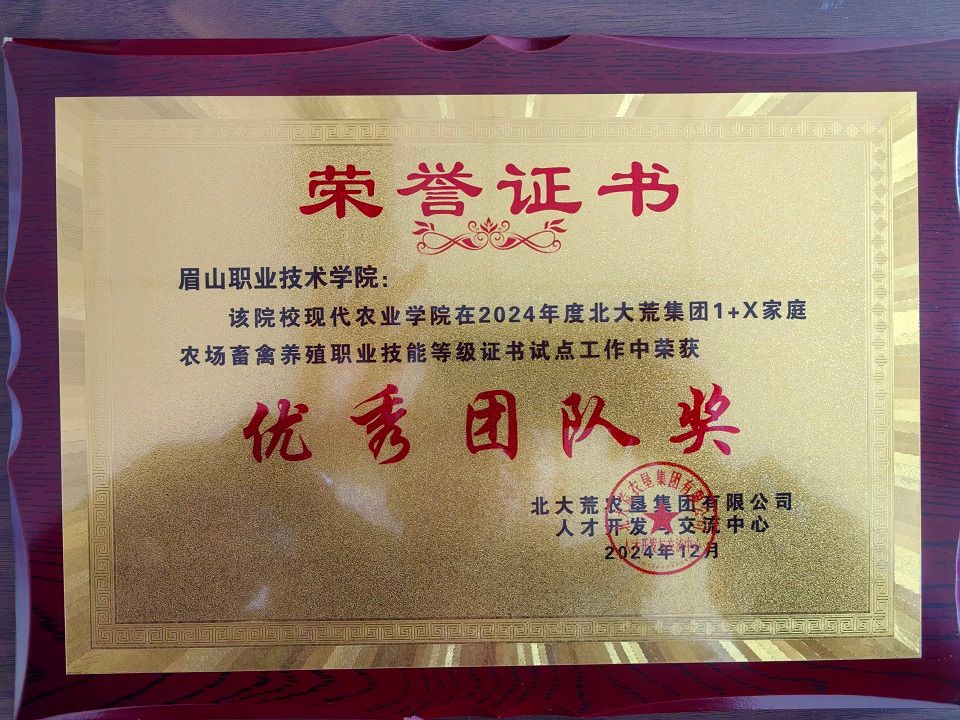 荣誉证书
眉山职业技术学院：
该院校现代农业学院在2024年度北大荒集团1+X家庭
农场畜禽养殖职业技能等级证书试点工作中荣获
优秀团队奖
北大荒农垦集团有限公司
人才开发与交流中心
2024年12月